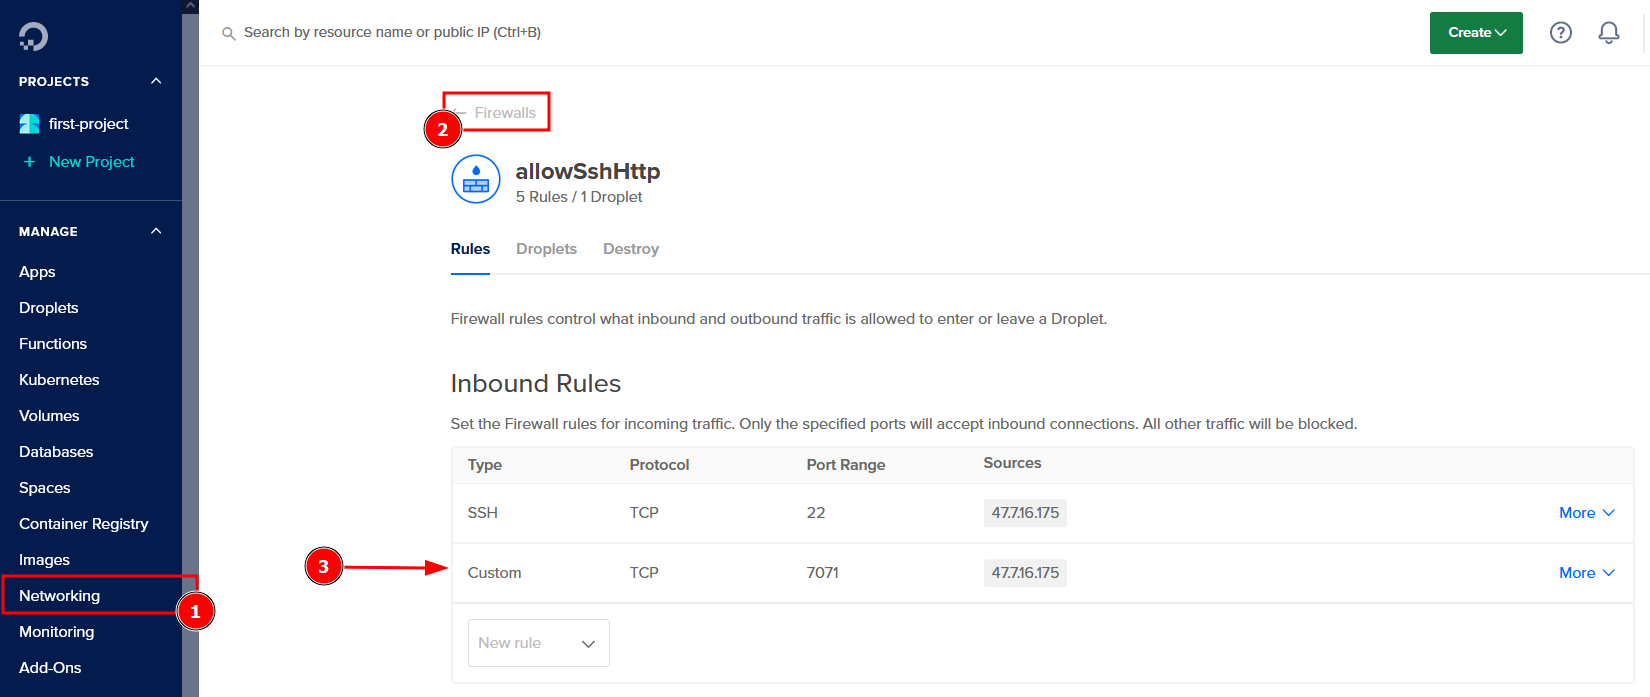 Search by resource name or public IP (Ctrl+B)
Create
?
PROJECTS
first-project
+ New Project
MANAGE
Apps
Droplets
Functions
Kubernetes
Volumes
Databases
Spaces
Container Registry
Images
Networking
1
Monitoring
Add-Ons
← Firewalls
2
allowSshHttp
5 Rules / 1 Droplet
Rules Droplets Destroy
Firewall rules control what inbound and outbound traffic is allowed to enter or leave a Droplet.
Inbound Rules
Set the Firewall rules for incoming traffic. Only the specified ports will accept inbound connections. All other traffic will be blocked.
Type Protocol Port Range Sources
SSH TCP 22 47.7.16.175 More
3
Custom TCP 7071 47.7.16.175 More
New rule